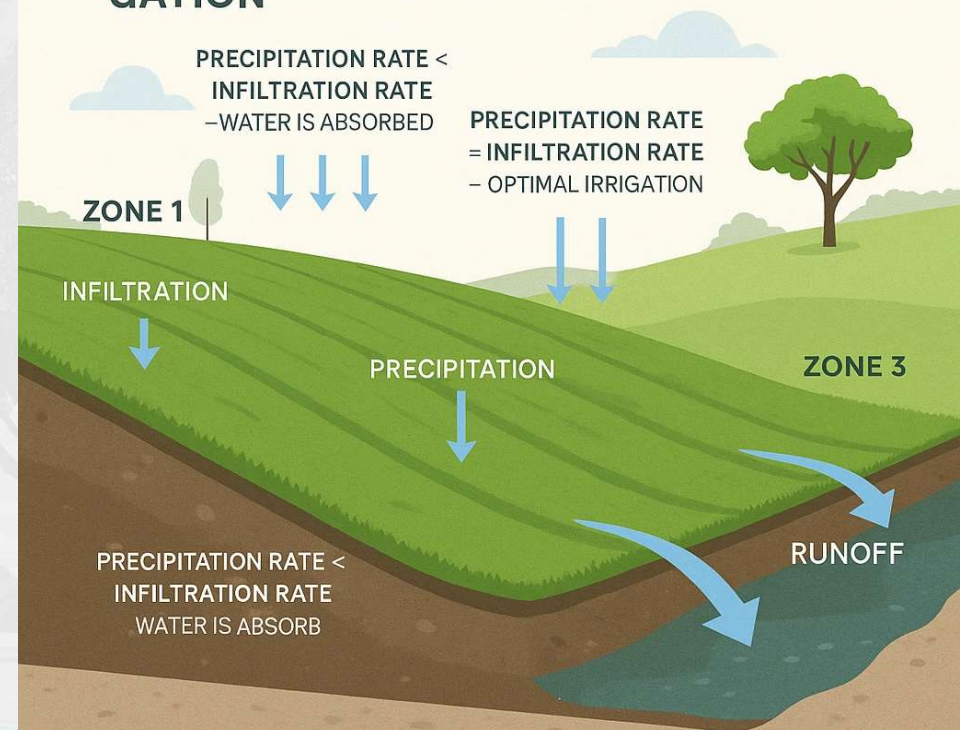 PRECIPITATION RATE <
INFILTRATION RATE
–WATER IS ABSORBED
PRECIPITATION RATE
= INFILTRATION RATE
– OPTIMAL IRRIGATION
ZONE 1
INFILTRATION
PRECIPITATION
ZONE 3
RUNOFF
PRECIPITATION RATE <
INFILTRATION RATE
WATER IS ABSORB